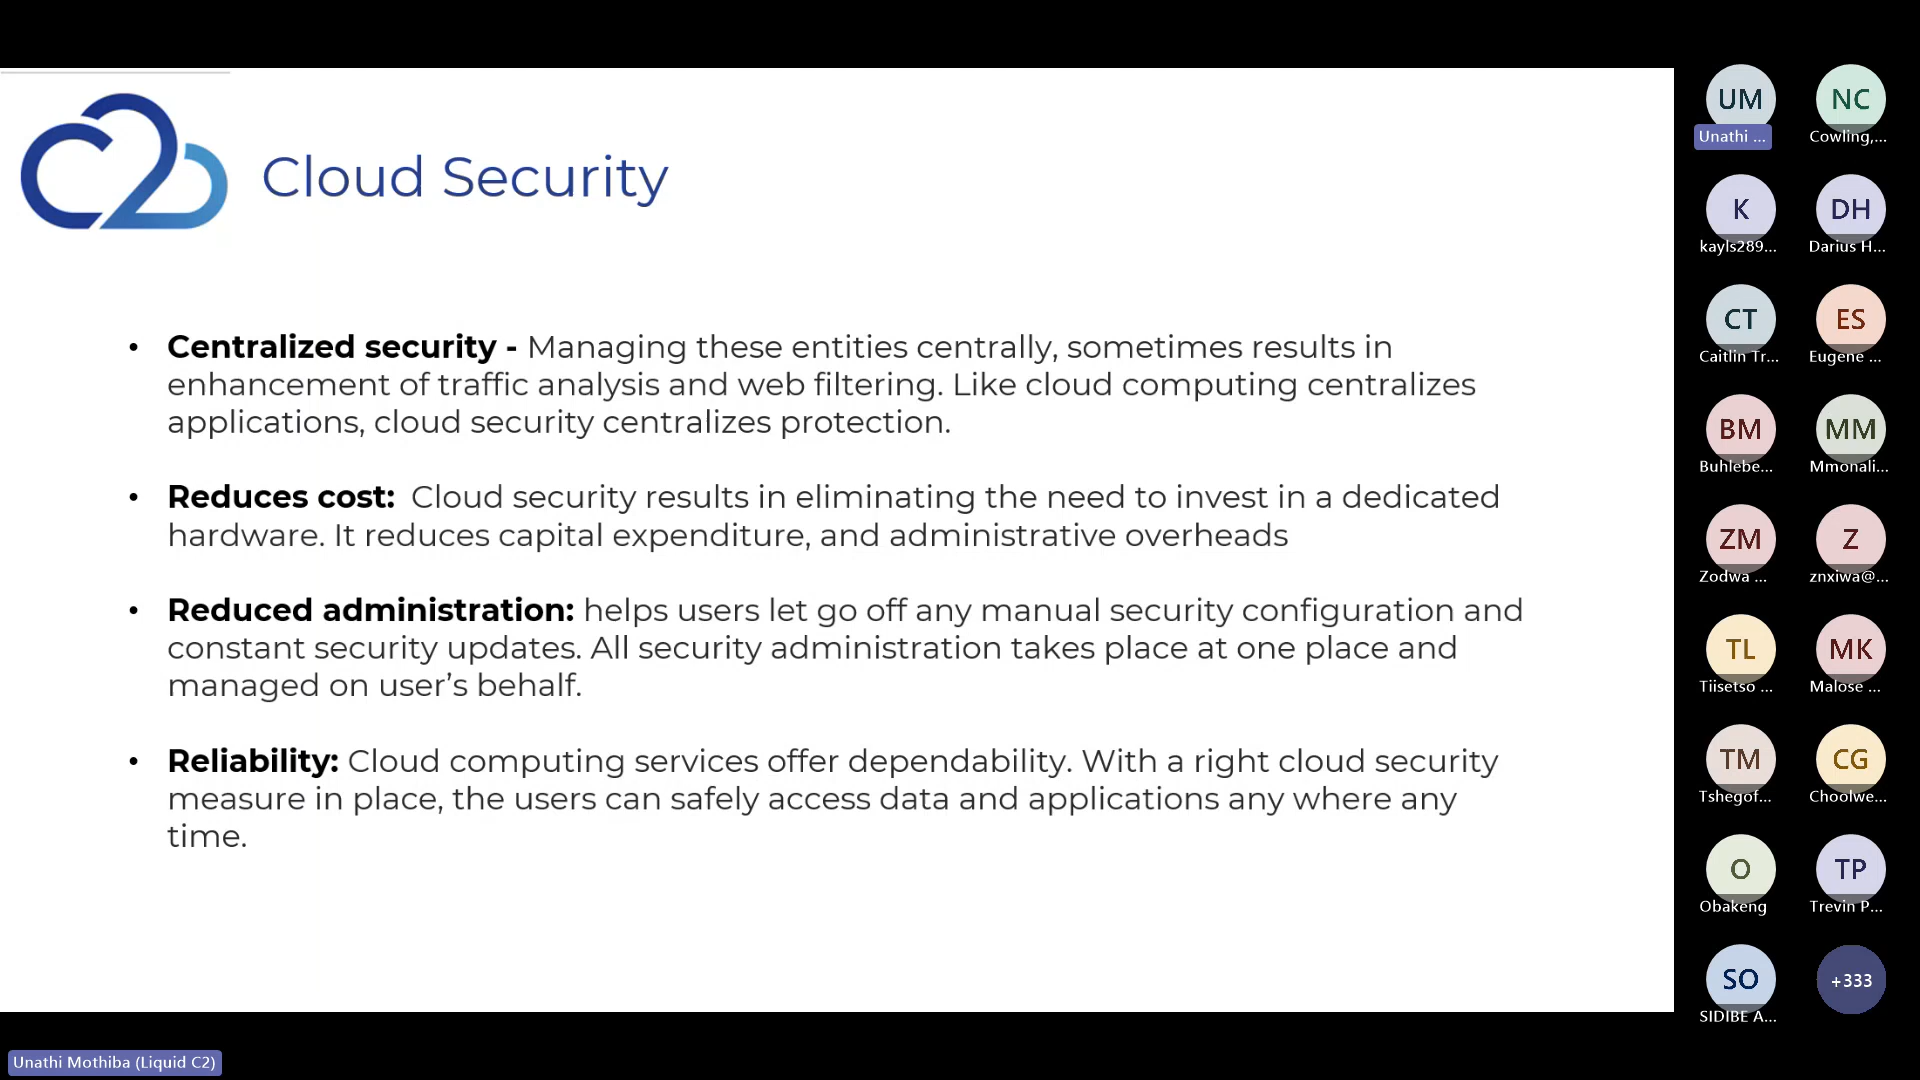 C2
Cloud Security
• Centralized security - Managing these entities centrally, sometimes results in
enhancement of traffic analysis and web filtering. Like cloud computing centralizes
applications, cloud security centralizes protection.
• Reduces cost: Cloud security results in eliminating the need to invest in a dedicated
hardware. It reduces capital expenditure, and administrative overheads
• Reduced administration: helps users let go off any manual security configuration and
constant security updates. All security administration takes place at one place and
managed on user’s behalf.
• Reliability: Cloud computing services offer dependability. With a right cloud security
measure in place, the users can safely access data and applications any where any
time.
UM NC
Unathi ... Cowling,...
K DH
kayls289... Darius H...
CT ES
Caitlin Tr... Eugene ...
BM MM
Buhlebe... Mmonali...
ZM Z
Zodwa ... znxiwa@...
TL MK
Tiisetso ... Malose ...
TM CG
Tshegof... Choolwe...
O TP
Obakeng Trevin P...
SO +333
SIDIBE A...
Unathi Mothiba (Liquid C2)